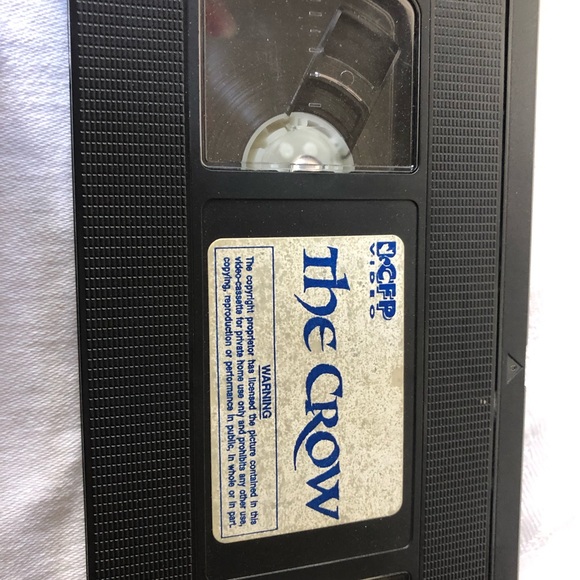 CFP
VIDEO
The CROW
WARNING
The copyright proprietor has licensed the picture contained in this
video-cassette for private home use only and prohibits any other use,
copying, reproduction or performance in public, in whole or in part.